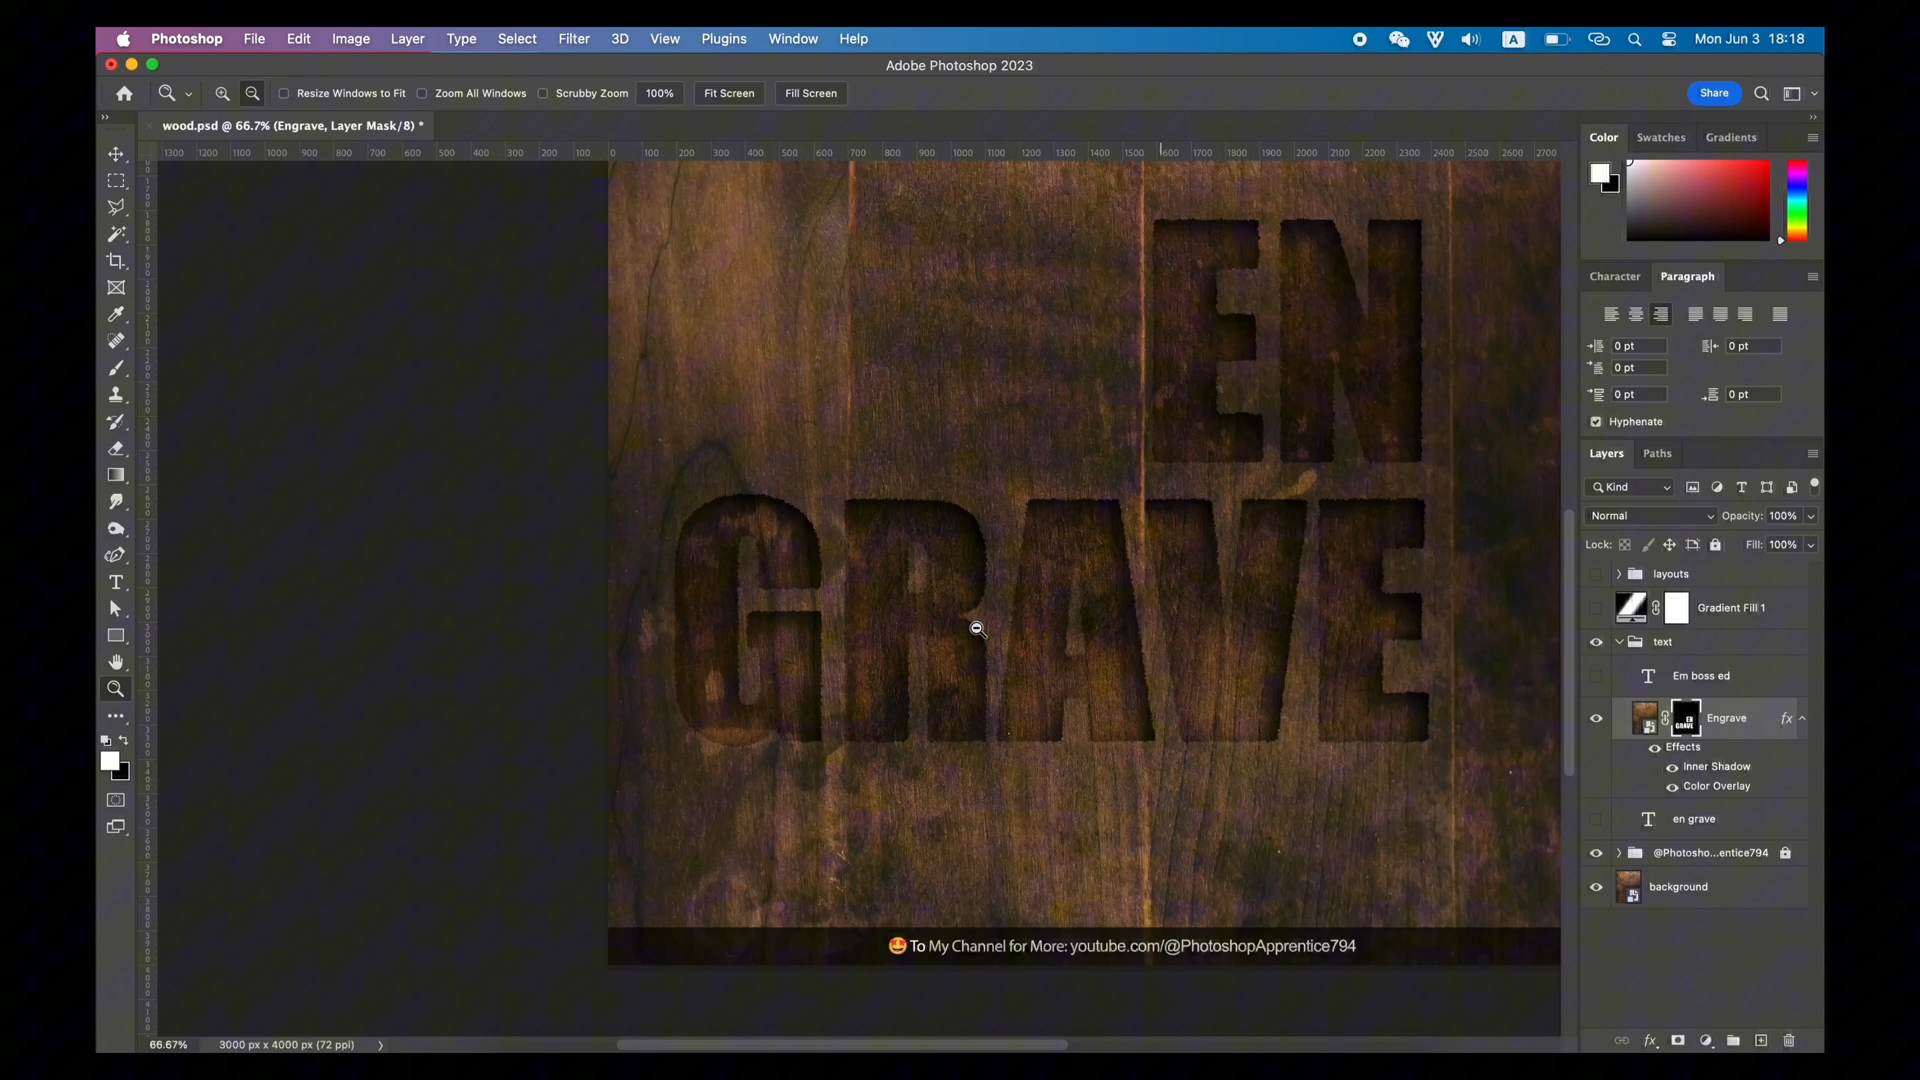 Photoshop File Edit Image Layer Type Select Filter 3D View Plugins Window Help A Mon Jun 3 18:18
Adobe Photoshop 2023
Resize Windows to Fit Zoom All Windows Scrubby Zoom 100% Fit Screen Fill Screen Share
wood.psd @ 66.7% (Engrave, Layer Mask/8) *
1300 1200 1100 1000 900 800 700 600 500 400 300 200 100 0 100 200 300 400 500 600 700 800 900 1000 1100 1200 1300 1400 1500 1600 1700 1800 1900 2000 2100 2200 2300 2400 2500 2600 2700
Color Swatches Gradients
Character Paragraph
0 pt 0 pt
0 pt
0 pt 0 pt
Hyphenate
Layers Paths
Kind
Normal Opacity: 100%
Lock: Fill: 100%
layouts
Gradient Fill 1
text
Em boss ed
EN GRAVE Engrave fx
Effects
Inner Shadow
Color Overlay
en grave
@Photosho...entice794
background
EN
GRAVE
To My Channel for More: youtube.com/@PhotoshopApprentice794
66.67% 3000 px x 4000 px (72 ppi)
fx